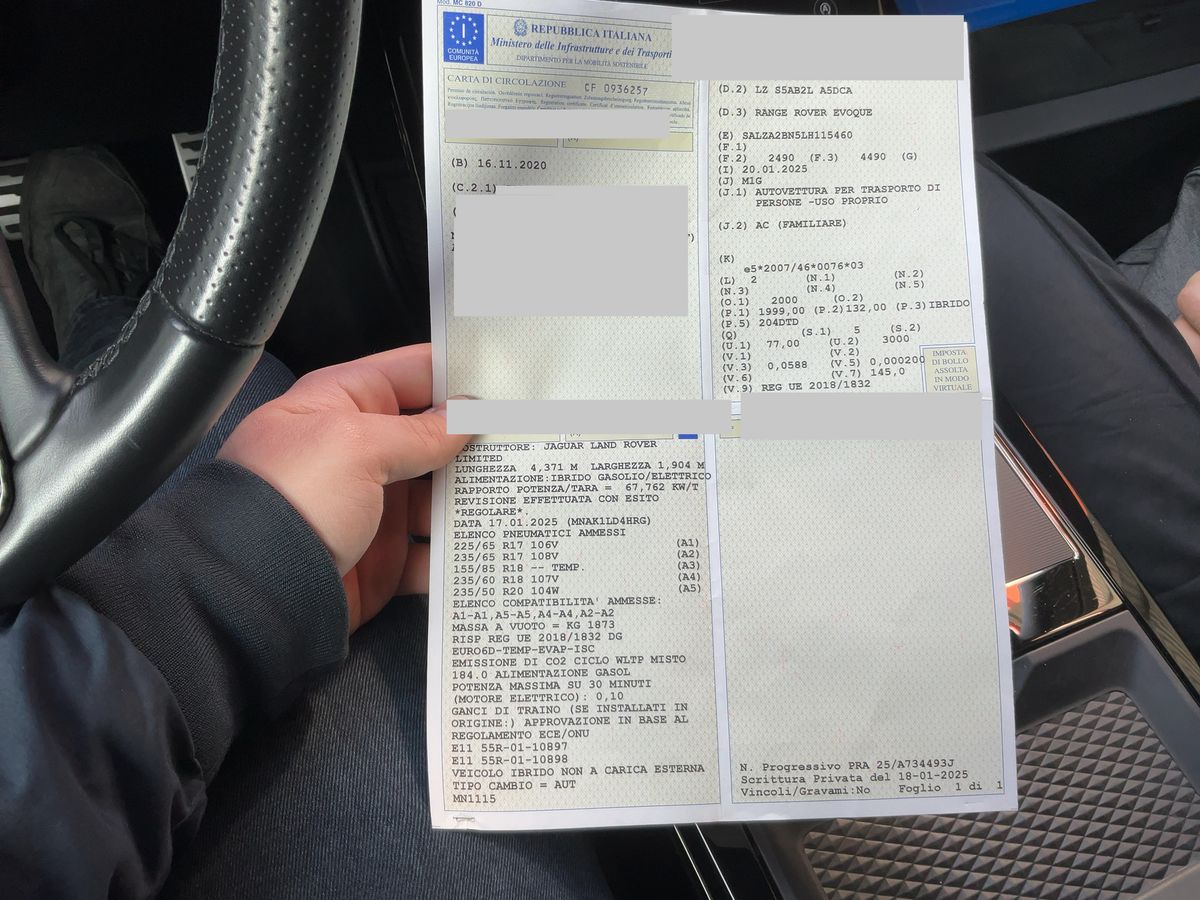 Mod. MC 820 D
I
COMUNITÀ
EUROPEA
REPUBBLICA ITALIANA
Ministero delle Infrastrutture e dei Trasporti
DIPARTIMENTO PER LA MOBILITÀ SOSTENIBILE
CARTA DI CIRCOLAZIONE CF 0936257
(B) 16.11.2020
(C.2.1)
(D.2) LZ S5AB2L A5DCA
(D.3) RANGE ROVER EVOQUE
(E) SALZA2BN5LH115460
(F.1)
(F.2) 2490 (F.3) 4490 (G)
(I) 20.01.2025
(J) M1G
(J.1) AUTOVETTURA PER TRASPORTO DI
PERSONE -USO PROPRIO
(J.2) AC (FAMILIARE)
(K)
e5*2007/46*0076*03
(L) 2 (N.1) (N.2)
(N.3) (N.4) (N.5)
(O.1) 2000 (O.2)
(P.1) 1999,00 (P.2)132,00 (P.3)IBRIDO
(P.5) 204DTD
(Q) (S.1) 5 (S.2)
(U.1) 77,00 (U.2) 3000
(V.1) (V.2)
(V.3) 0,0588 (V.5) 0,000200
(V.6) (V.7) 145,0
(V.9) REG UE 2018/1832
IMPOSTA
DI BOLLO
ASSOLTA
IN MODO
VIRTUALE
COSTRUTTORE: JAGUAR LAND ROVER
LIMITED
LUNGHEZZA 4,371 M LARGHEZZA 1,904 M
ALIMENTAZIONE:IBRIDO GASOLIO/ELETTRICO
RAPPORTO POTENZA/TARA = 67,762 KW/T
REVISIONE EFFETTUATA CON ESITO
*REGOLARE*.
DATA 17.01.2025 (MNAK1LD4HRG)
ELENCO PNEUMATICI AMMESSI
225/65 R17 106V (A1)
235/65 R17 108V (A2)
155/85 R18 -- TEMP. (A3)
235/60 R18 107V (A4)
235/50 R20 104W (A5)
ELENCO COMPATIBILITA' AMMESSE:
A1-A1,A5-A5,A4-A4,A2-A2
MASSA A VUOTO = KG 1873
RISP REG UE 2018/1832 DG
EURO6D-TEMP-EVAP-ISC
EMISSIONE DI CO2 CICLO WLTP MISTO
184.0 ALIMENTAZIONE GASOL
POTENZA MASSIMA SU 30 MINUTI
(MOTORE ELETTRICO): 0,10
GANCI DI TRAINO (SE INSTALLATI IN
ORIGINE:) APPROVAZIONE IN BASE AL
REGOLAMENTO ECE/ONU
E11 55R-01-10897
E11 55R-01-10898
VEICOLO IBRIDO NON A CARICA ESTERNA
TIPO CAMBIO = AUT
MN1115
N. Progressivo PRA 25/A734493J
Scrittura Privata del 18-01-2025
Vincoli/Gravami:No Foglio 1 di 1